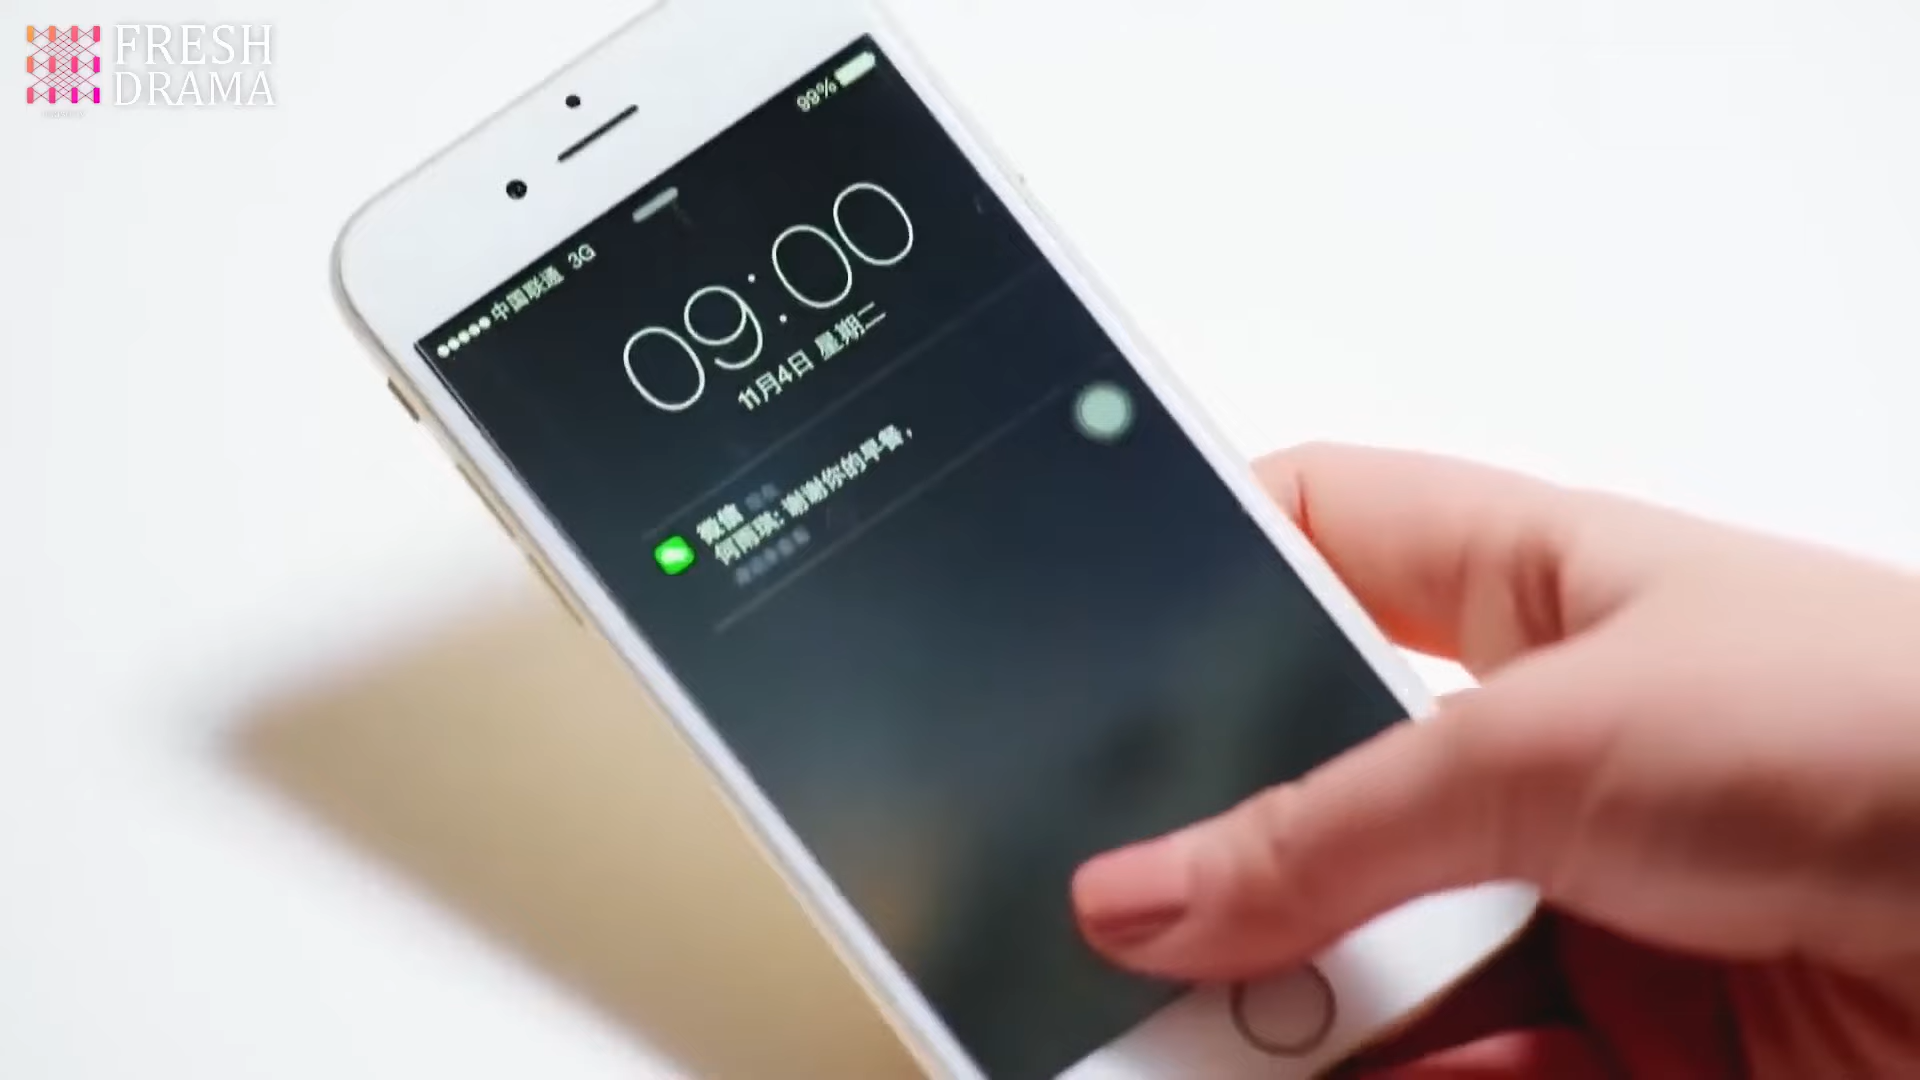 FRESH
DRAMA
中国联通 3G
99%
09:00
11月4日 星期二
微信
何雨琪: 谢谢你的早餐，